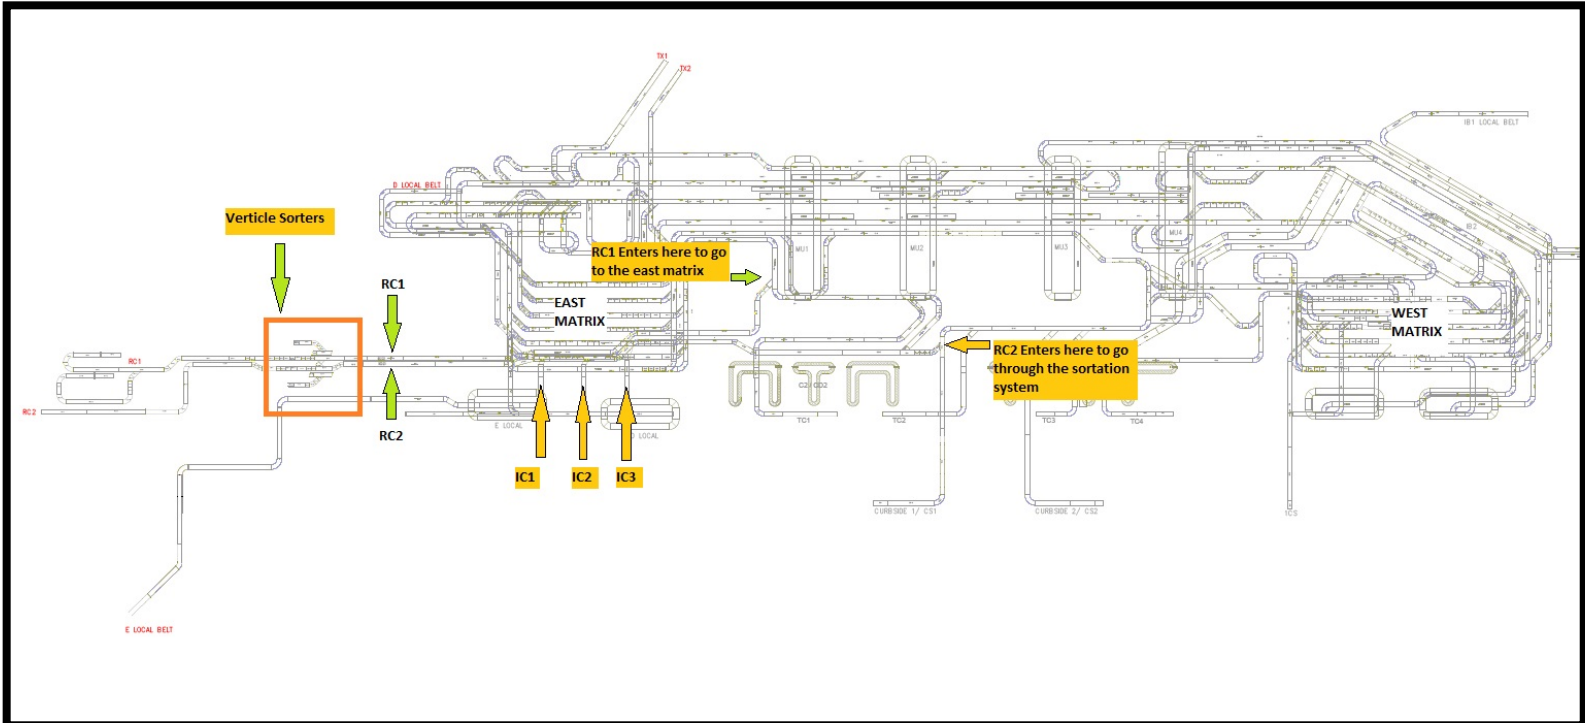 TX1
TX2
IB1 LOCAL BELT
D LOCAL BELT
Verticle Sorters
IB2
MU4
MU1
MU2
MU3
RC1 Enters here to go
to the east matrix
RC1
EAST
MATRIX
WEST
MATRIX
RC1
RC2 Enters here to go
through the sortation
system
RC2
TC1
TC2
TC3
TC4
E LOCAL
D LOCAL
RC2
IC1
IC2
IC3
CURBSIDE 1/ CS1
CURBSIDE 2/ CS2
ICS
E LOCAL BELT